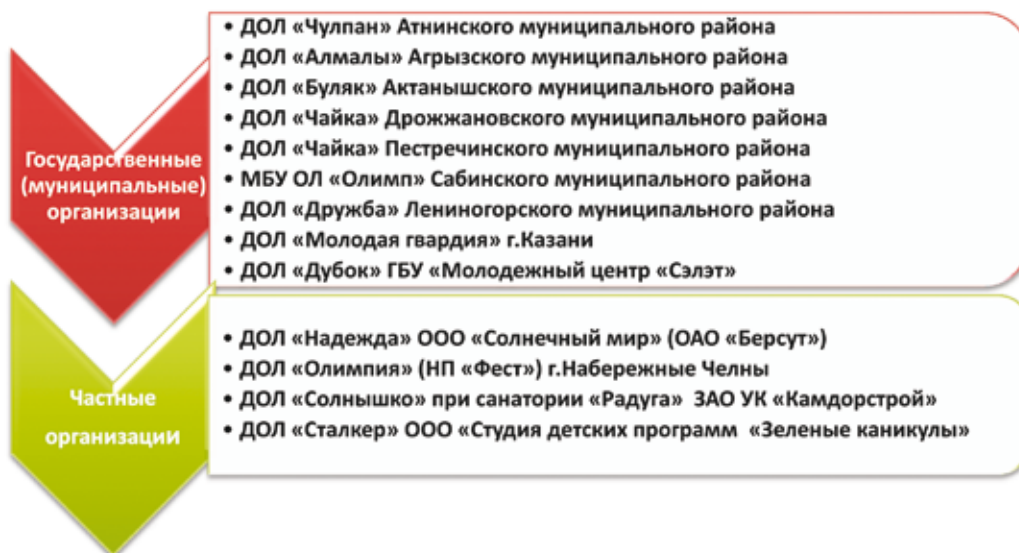 Государственные
(муниципальные)
организации
• ДОЛ «Чулпан» Атнинского муниципального района
• ДОЛ «Алмалы» Агрызского муниципального района
• ДОЛ «Буляк» Актанышского муниципального района
• ДОЛ «Чайка» Дрожжановского муниципального района
• ДОЛ «Чайка» Пестречинского муниципального района
• МБУ ОЛ «Олимп» Сабинского муниципального района
• ДОЛ «Дружба» Лениногорского муниципального района
• ДОЛ «Молодая гвардия» г.Казани
• ДОЛ «Дубок» ГБУ «Молодежный центр «Сэлэт»
Частные
организации
• ДОЛ «Надежда» ООО «Солнечный мир» (ОАО «Берсут»)
• ДОЛ «Олимпия» (НП «Фест») г.Набережные Челны
• ДОЛ «Солнышко» при санатории «Радуга» ЗАО УК «Камдорстрой»
• ДОЛ «Сталкер» ООО «Студия детских программ «Зеленые каникулы»